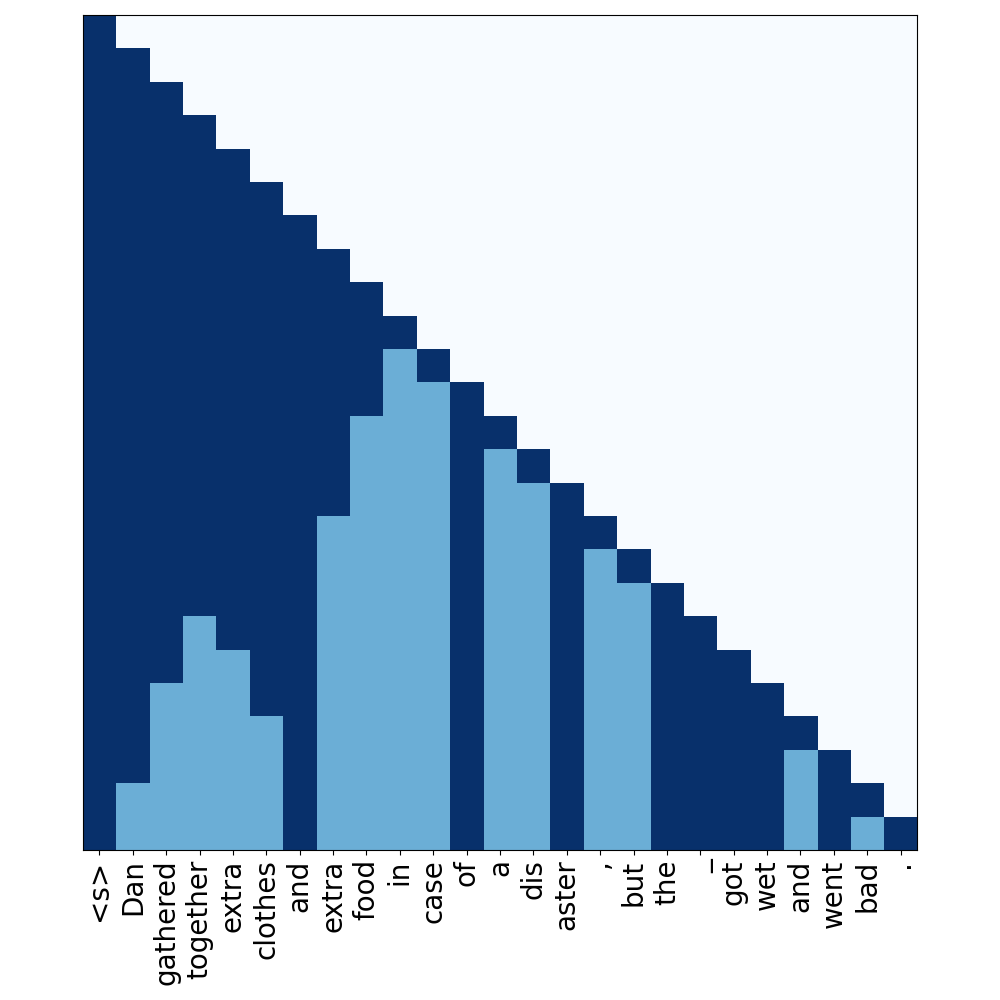 <s> Dan gathered together extra clothes and extra food in case of a dis aster , but the _ got wet and went bad .